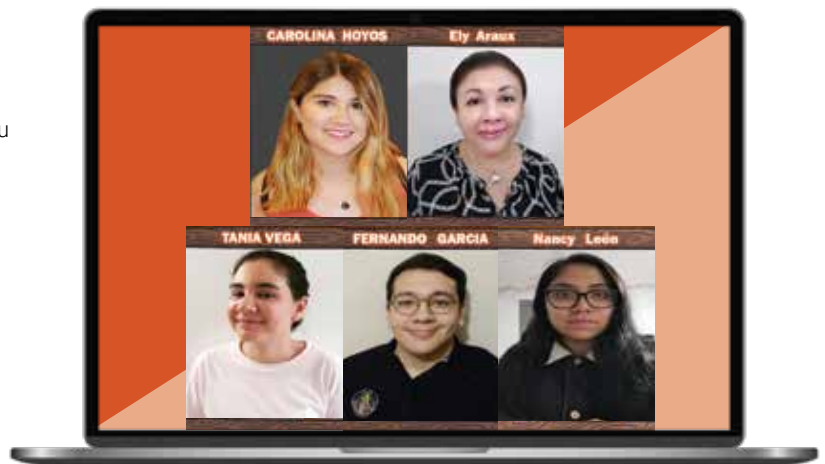 u
CAROLINA HOYOS
Ely Araux
TANIA VEGA
FERNANDO GARCIA
Nancy León